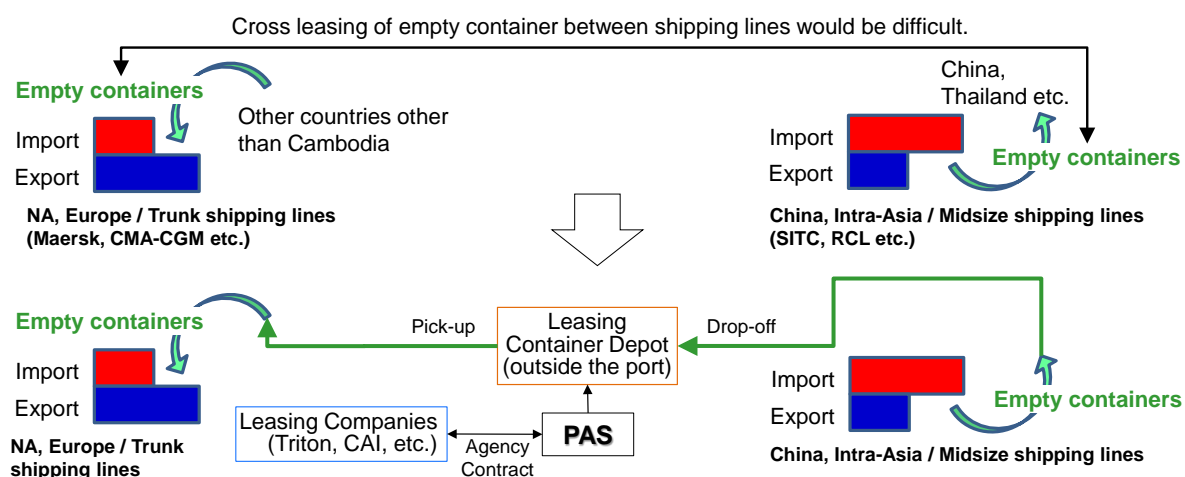 Cross leasing of empty container between shipping lines would be difficult.
Empty containers
Import
Export
Other countries other
than Cambodia
NA, Europe / Trunk shipping lines
(Maersk, CMA-CGM etc.)
China,
Thailand etc.
Import
Export
Empty containers
China, Intra-Asia / Midsize shipping lines
(SITC, RCL etc.)
Empty containers
Import
Export
NA, Europe / Trunk
shipping lines
Pick-up
Leasing
Container Depot
(outside the port)
Drop-off
Leasing Companies
(Triton, CAI, etc.)
Agency
Contract
PAS
Import
Export
Empty containers
China, Intra-Asia / Midsize shipping lines